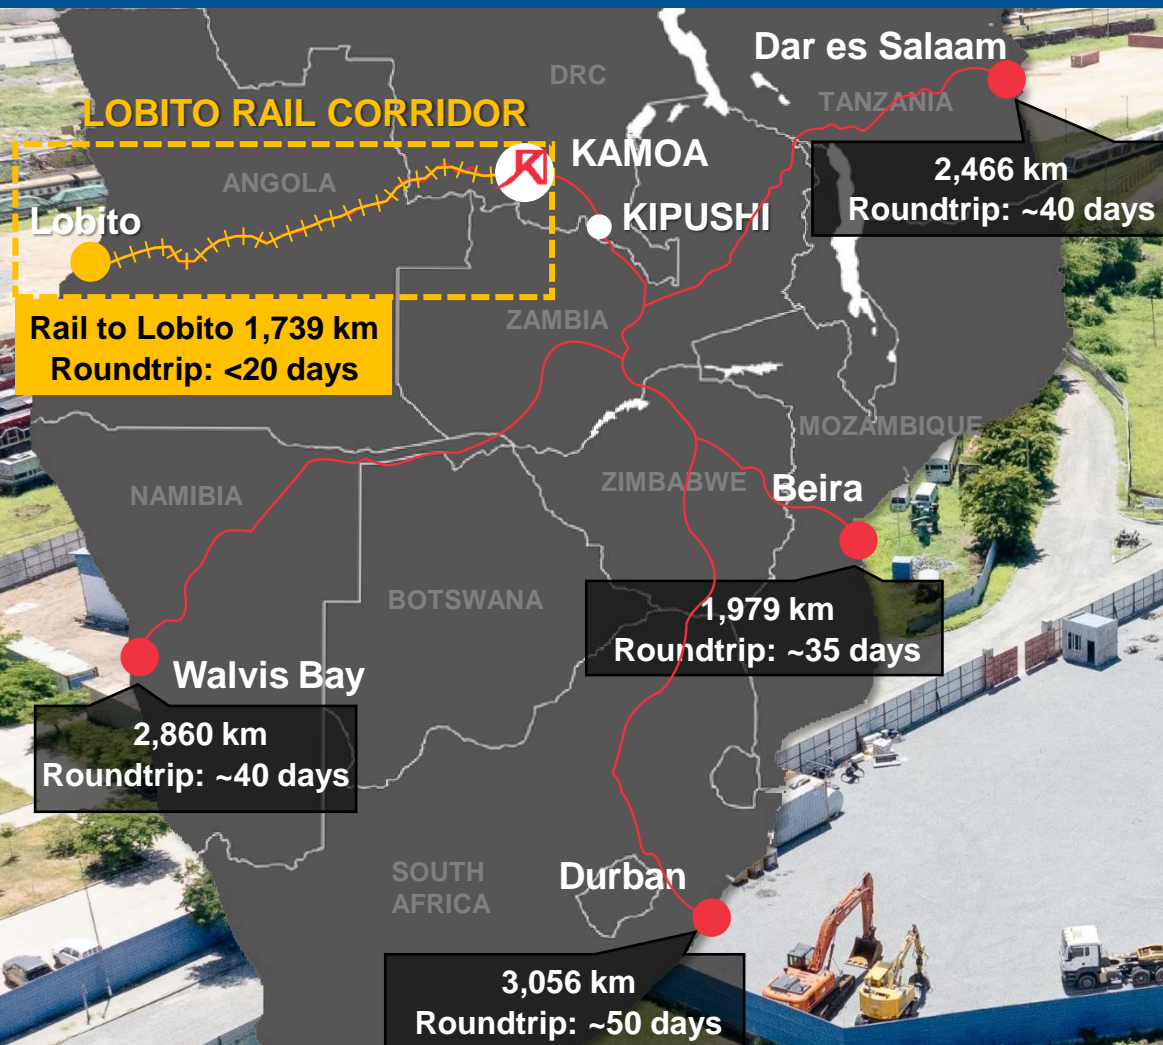 Dar es Salaam
DRC
TANZANIA
LOBITO RAIL CORRIDOR
KAMOA
2,466 km
Roundtrip: ~40 days
ANGOLA
Lobito
KIPUSHI
Rail to Lobito 1,739 km
Roundtrip: <20 days
ZAMBIA
MOZAMBIQUE
NAMIBIA
ZIMBABWE
Beira
BOTSWANA
1,979 km
Roundtrip: ~35 days
Walvis Bay
2,860 km
Roundtrip: ~40 days
SOUTH
AFRICA
Durban
3,056 km
Roundtrip: ~50 days